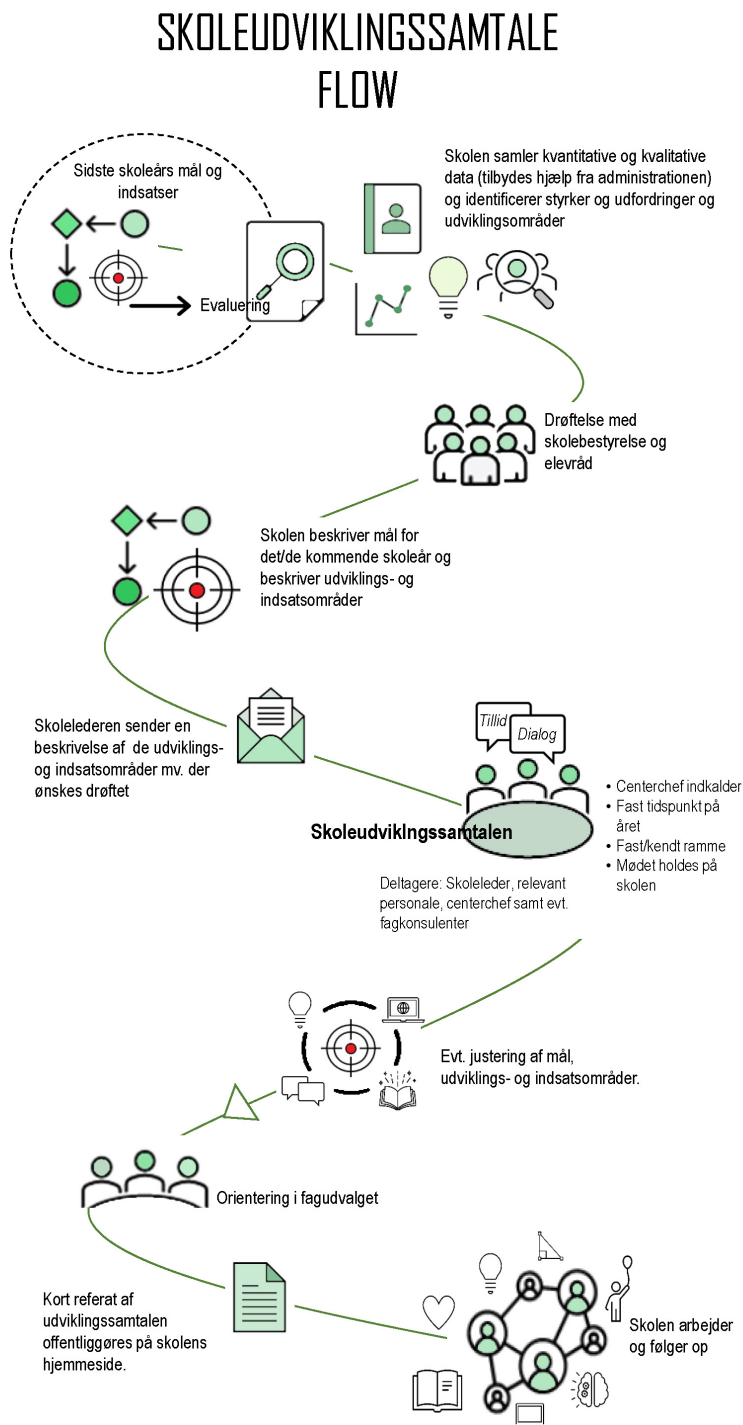 SKOLEUDVIKLINGSSAMTALE
FLOW
Sidste skoleårs mål og
indsatser
Evaluering
Skolen samler kvantitative og kvalitative
data (tilbydes hjælp fra administrationen)
og identificerer styrker og udfordringer og
udviklingsområder
Drøftelse med
skolebestyrelse og
elevråd
Skolen beskriver mål for
det/de kommende skoleår og
beskriver udviklings- og
indsatsområder
Skolelederen sender en
beskrivelse af de udviklings-
og indsatsområder mv. der
ønskes drøftet
Tillid
Dialog
Skoleudviklngssamtalen
• Centerchef indkalder
• Fast tidspunkt på
året
• Fast/kendt ramme
• Mødet holdes på
skolen
Deltagere: Skoleleder, relevant
personale, centerchef samt evt.
fagkonsulenter
Evt. justering af mål,
udviklings- og indsatsområder.
Orientering i fagudvalget
Kort referat af
udviklingssamtalen
offentliggøres på skolens
hjemmeside.
Skolen arbejder
og følger op